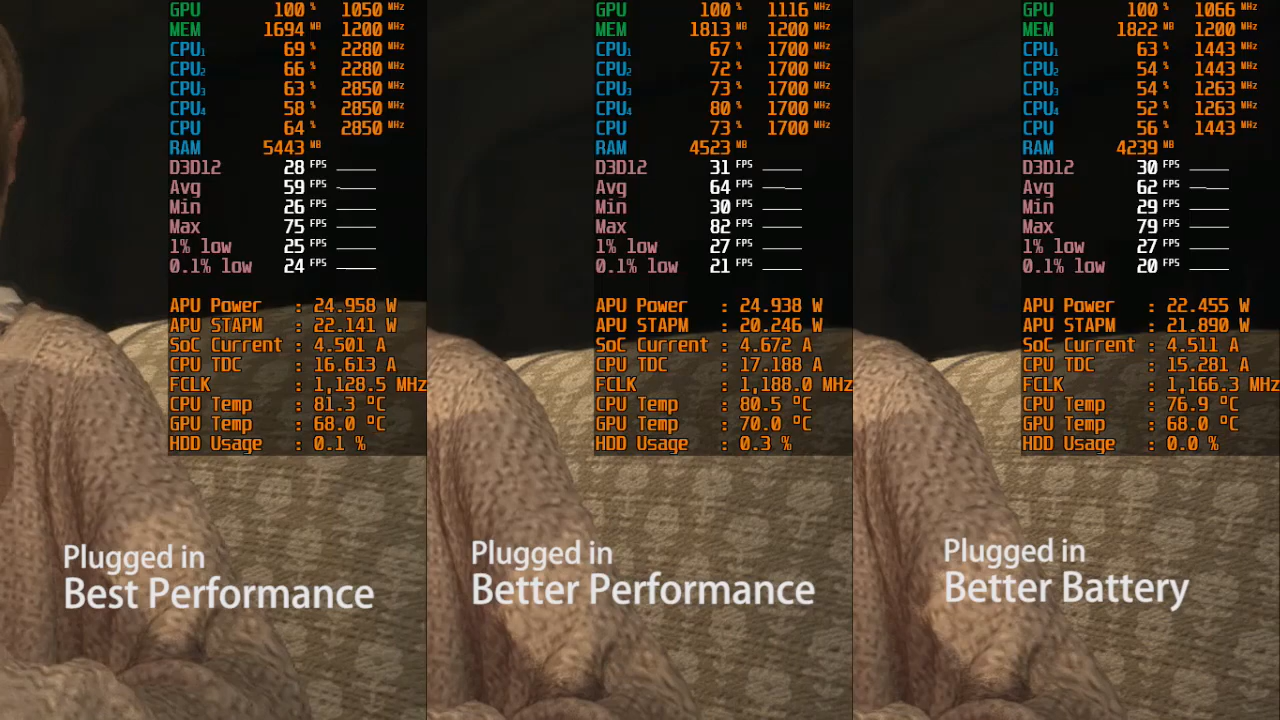 GPU 100 % 1050 MHz
MEM 1694 MB 1200 MHz
CPU1 69 % 2280 MHz
CPU2 66 % 2280 MHz
CPU3 63 % 2850 MHz
CPU4 58 % 2850 MHz
CPU 64 % 2850 MHz
RAM 5443 MB
D3D12 28 FPS
Avg 59 FPS
Min 26 FPS
Max 75 FPS
1% low 25 FPS
0.1% low 24 FPS
APU Power : 24.958 W
APU STAPM : 22.141 W
SoC Current : 4.501 A
CPU TDC : 16.613 A
FCLK : 1,128.5 MHz
CPU Temp : 81.3 ºC
GPU Temp : 68.0 ºC
HDD Usage : 0.1 %
Plugged in
Best Performance
GPU 100 % 1116 MHz
MEM 1813 MB 1200 MHz
CPU1 67 % 1700 MHz
CPU2 72 % 1700 MHz
CPU3 73 % 1700 MHz
CPU4 80 % 1700 MHz
CPU 73 % 1700 MHz
RAM 4523 MB
D3D12 31 FPS
Avg 64 FPS
Min 30 FPS
Max 82 FPS
1% low 27 FPS
0.1% low 21 FPS
APU Power : 24.938 W
APU STAPM : 20.246 W
SoC Current : 4.672 A
CPU TDC : 17.188 A
FCLK : 1,188.0 MHz
CPU Temp : 80.5 ºC
GPU Temp : 70.0 ºC
HDD Usage : 0.3 %
Plugged in
Better Performance
GPU 100 % 1066 MHz
MEM 1822 MB 1200 MHz
CPU1 63 % 1443 MHz
CPU2 54 % 1443 MHz
CPU3 54 % 1263 MHz
CPU4 52 % 1263 MHz
CPU 56 % 1443 MHz
RAM 4239 MB
D3D12 30 FPS
Avg 62 FPS
Min 29 FPS
Max 79 FPS
1% low 27 FPS
0.1% low 20 FPS
APU Power : 22.455 W
APU STAPM : 21.890 W
SoC Current : 4.511 A
CPU TDC : 15.281 A
FCLK : 1,166.3 MHz
CPU Temp : 76.9 ºC
GPU Temp : 68.0 ºC
HDD Usage : 0.0 %
Plugged in
Better Battery